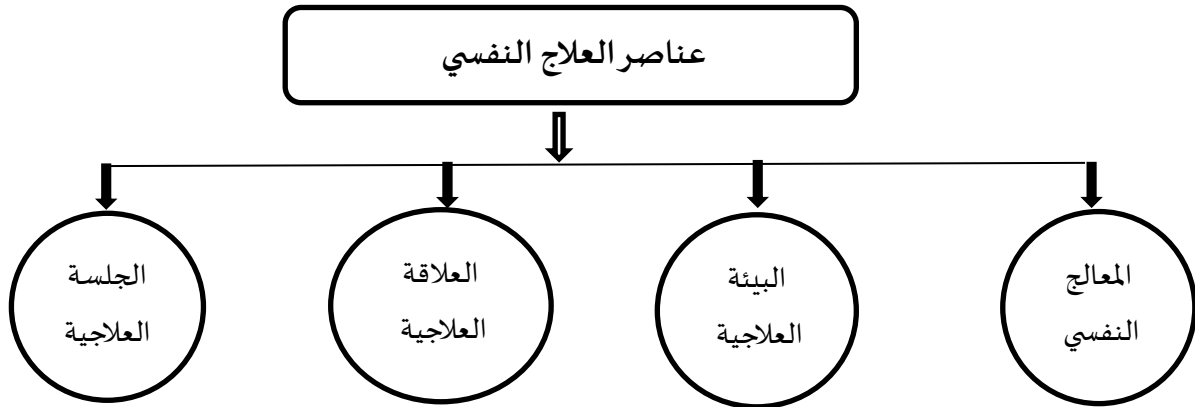 عناصر العلاج النفسي
المعالج
النفسي
البيئة
العلاجية
العلاقة
العلاجية
الجلسة
العلاجية